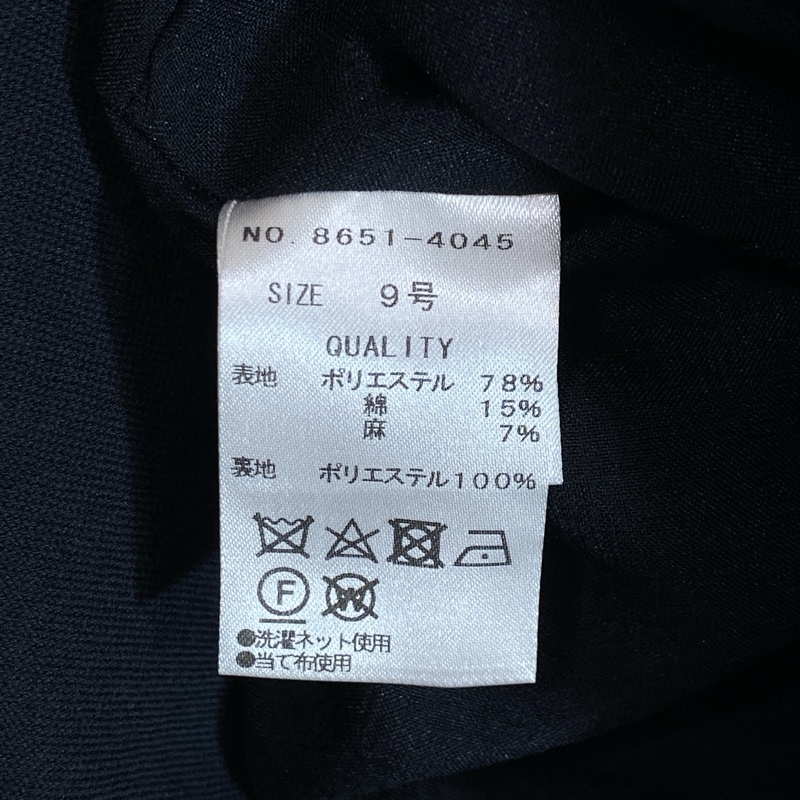 NO. 8651-4045
SIZE 9号
QUALITY
表地 ポリエステル 78%
綿 15%
麻 7%
裏地 ポリエステル100%
F W
●洗濯ネット使用
●当て布使用